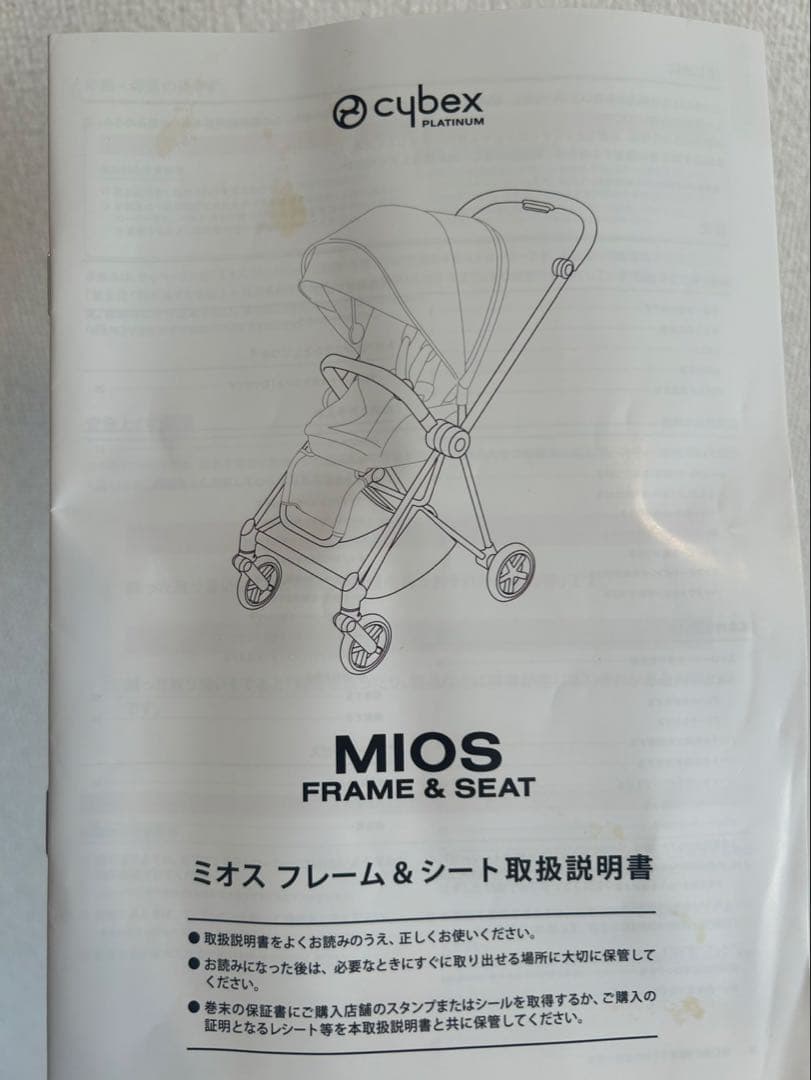 cybex
PLATINUM
MIOS
FRAME & SEAT
ミオス フレーム & シート取扱説明書
● 取扱説明書をよくお読みのうえ、正しくお使いください。
● お読みになった後は、必要なときにすぐに取り出せる場所に大切に保管して
ください。
● 巻末の保証書にご購入店舗のスタンプまたはシールを取得するか、ご購入の
証明となるレシート等を本取扱説明書と共に保管してください。